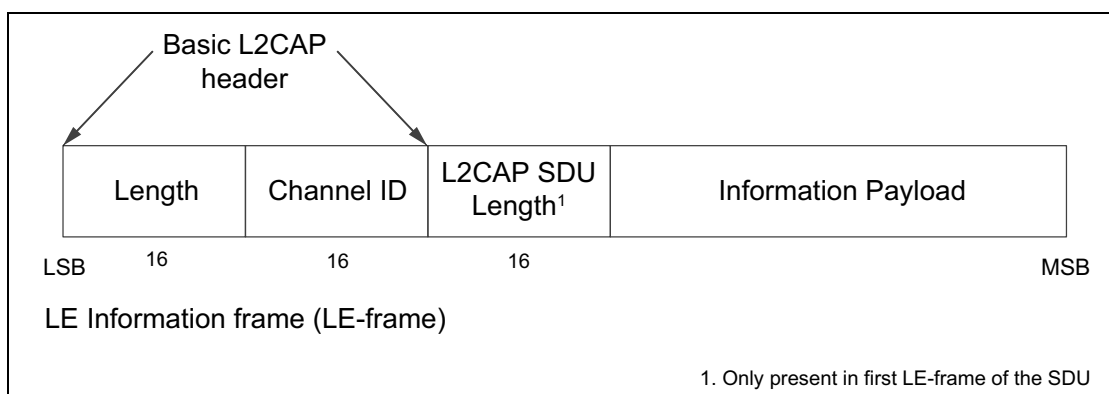 Basic L2CAP
header
Length
Channel ID
L2CAP SDU
Length¹
Information Payload
LSB
16
16
16
MSB
LE Information frame (LE-frame)
1. Only present in first LE-frame of the SDU